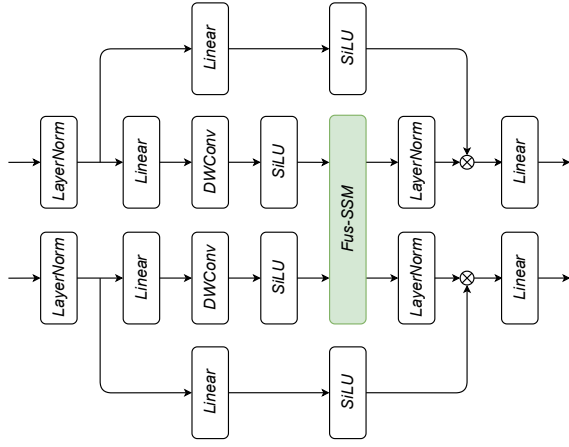 Linear
SiLU
LayerNorm
Linear
DWConv
SiLU
Fus-SSM
LayerNorm
Linear
LayerNorm
Linear
DWConv
SiLU
LayerNorm
Linear
Linear
SiLU